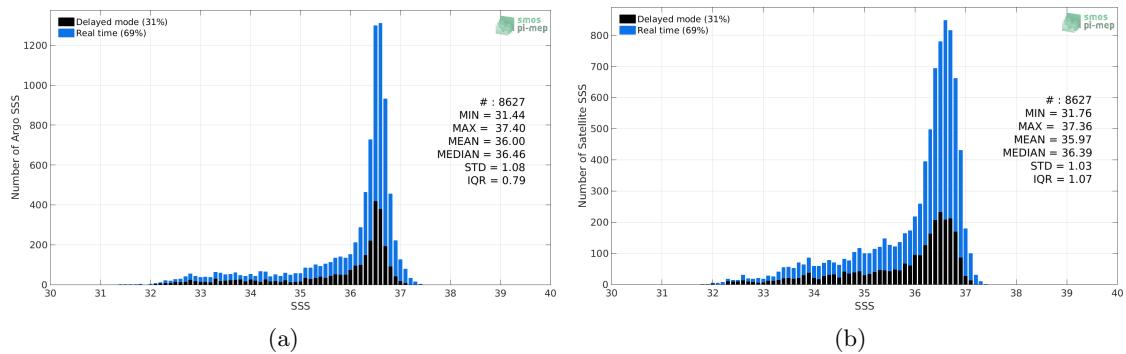 Delayed mode (31%)
Real time (69%)
smos
pi-mep
Number of Argo SSS
1200
1000
800
600
400
200
0
# : 8627
MIN = 31.44
MAX = 37.40
MEAN = 36.00
MEDIAN = 36.46
STD = 1.08
IQR = 0.79
30 31 32 33 34 35 36 37 38 39 40
SSS
(a)
Delayed mode (31%)
Real time (69%)
smos
pi-mep
Number of Satellite SSS
800
700
600
500
400
300
200
100
0
# : 8627
MIN = 31.76
MAX = 37.36
MEAN = 35.97
MEDIAN = 36.39
STD = 1.03
IQR = 1.07
30 31 32 33 34 35 36 37 38 39 40
SSS
(b)